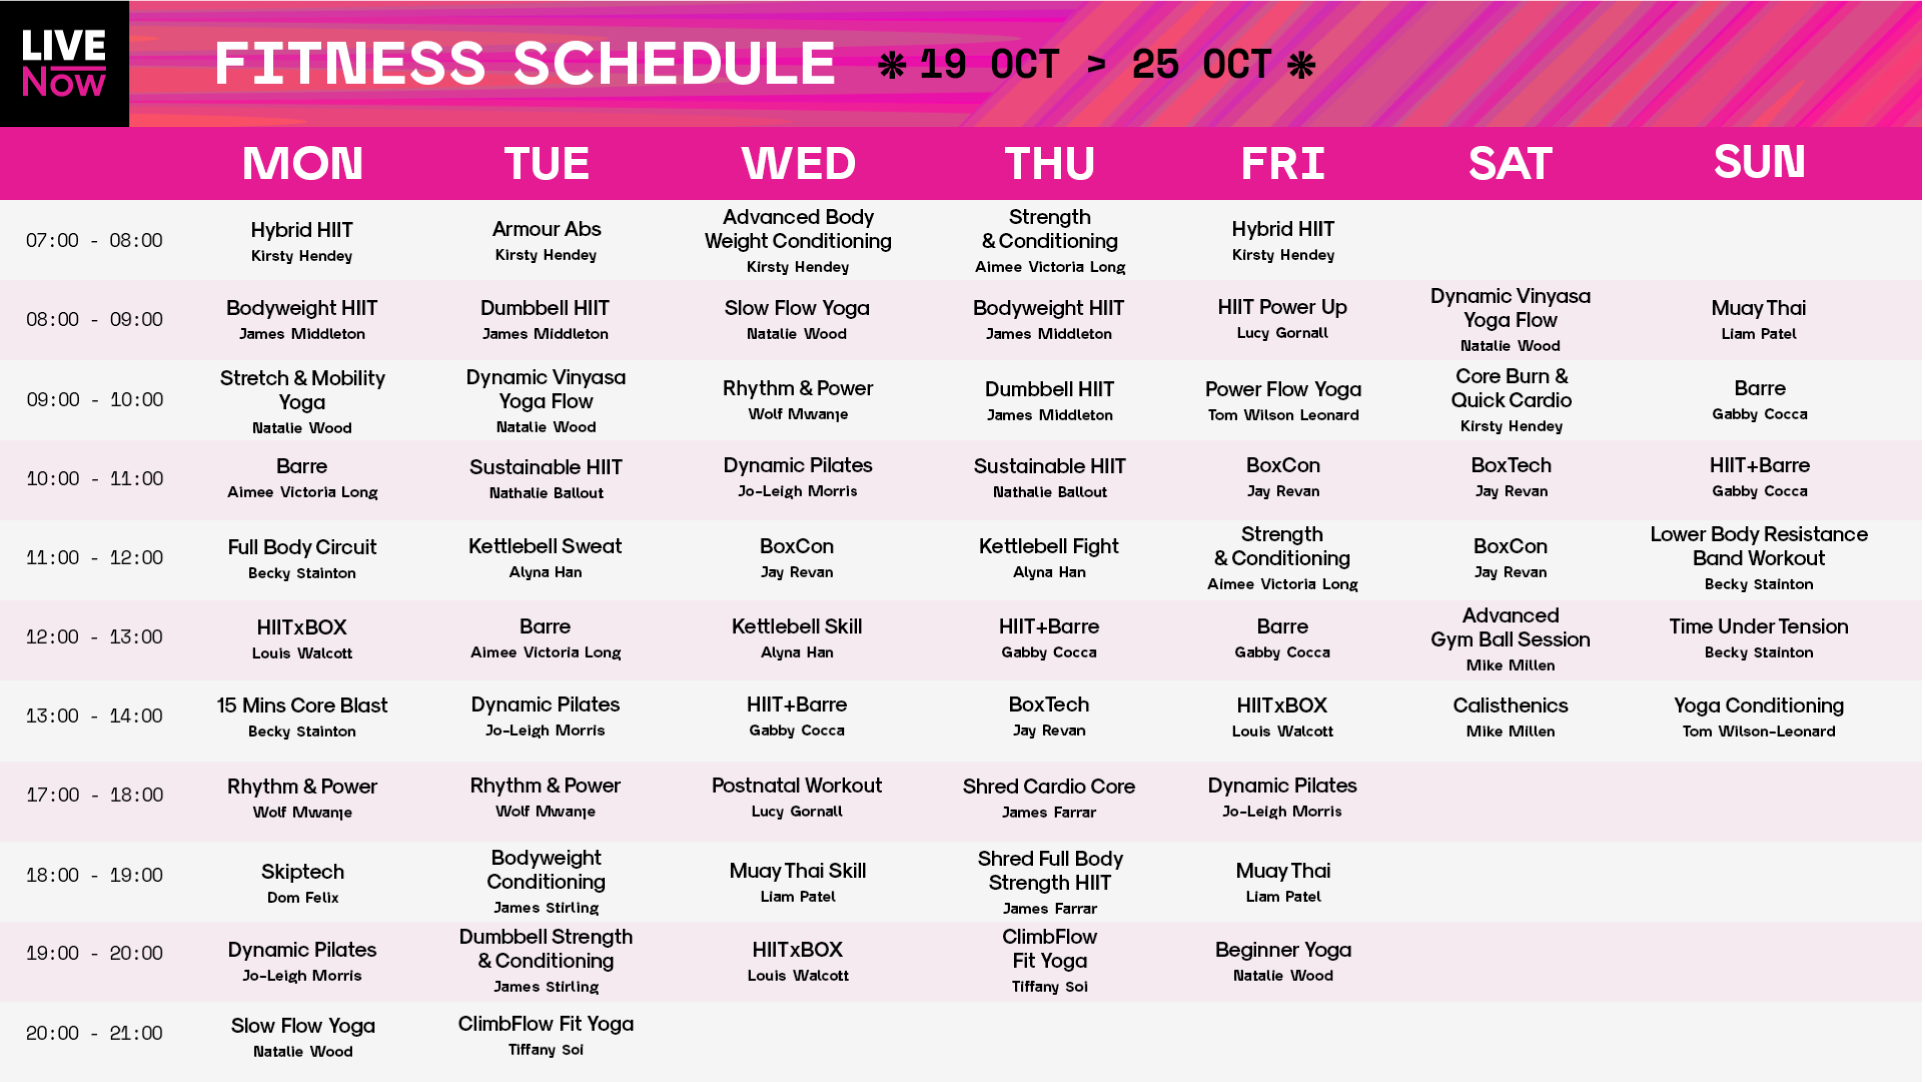 LIVE
Now
FITNESS SCHEDULE
19 OCT > 25 OCT
MON TUE WED THU FRI SAT SUN
07:00 - 08:00
Hybrid HIIT
Kirsty Hendey
Armour Abs
Kirsty Hendey
Advanced Body
Weight Conditioning
Kirsty Hendey
Strength
& Conditioning
Aimee Victoria Long
Hybrid HIIT
Kirsty Hendey
08:00 - 09:00
Bodyweight HIIT
James Middleton
Dumbbell HIIT
James Middleton
Slow Flow Yoga
Natalie Wood
Bodyweight HIIT
James Middleton
HIIT Power Up
Lucy Gornall
Dynamic Vinyasa
Yoga Flow
Natalie Wood
Muay Thai
Liam Patel
09:00 - 10:00
Stretch & Mobility
Yoga
Natalie Wood
Dynamic Vinyasa
Yoga Flow
Natalie Wood
Rhythm & Power
Wolf Mwanje
Dumbbell HIIT
James Middleton
Power Flow Yoga
Tom Wilson Leonard
Core Burn &
Quick Cardio
Kirsty Hendey
Barre
Gabby Cocca
10:00 - 11:00
Barre
Aimee Victoria Long
Sustainable HIIT
Nathalie Ballout
Dynamic Pilates
Jo-Leigh Morris
Sustainable HIIT
Nathalie Ballout
BoxCon
Jay Revan
BoxTech
Jay Revan
HIIT+Barre
Gabby Cocca
11:00 - 12:00
Full Body Circuit
Becky Stainton
Kettlebell Sweat
Alyna Han
BoxCon
Jay Revan
Kettlebell Fight
Alyna Han
Strength
& Conditioning
Aimee Victoria Long
BoxCon
Jay Revan
Lower Body Resistance
Band Workout
Becky Stainton
12:00 - 13:00
HIITxBOX
Louis Walcott
Barre
Aimee Victoria Long
Kettlebell Skill
Alyna Han
HIIT+Barre
Gabby Cocca
Barre
Gabby Cocca
Advanced
Gym Ball Session
Mike Millen
Time Under Tension
Becky Stainton
13:00 - 14:00
15 Mins Core Blast
Becky Stainton
Dynamic Pilates
Jo-Leigh Morris
HIIT+Barre
Gabby Cocca
BoxTech
Jay Revan
HIITxBOX
Louis Walcott
Calisthenics
Mike Millen
Yoga Conditioning
Tom Wilson-Leonard
17:00 - 18:00
Rhythm & Power
Wolf Mwanje
Rhythm & Power
Wolf Mwanje
Postnatal Workout
Lucy Gornall
Shred Cardio Core
James Farrar
Dynamic Pilates
Jo-Leigh Morris
18:00 - 19:00
Skiptech
Dom Felix
Bodyweight
Conditioning
James Stirling
Muay Thai Skill
Liam Patel
Shred Full Body
Strength HIIT
James Farrar
Muay Thai
Liam Patel
19:00 - 20:00
Dynamic Pilates
Jo-Leigh Morris
Dumbbell Strength
& Conditioning
James Stirling
HIITxBOX
Louis Walcott
ClimbFlow
Fit Yoga
Tiffany Soi
Beginner Yoga
Natalie Wood
20:00 - 21:00
Slow Flow Yoga
Natalie Wood
ClimbFlow Fit Yoga
Tiffany Soi